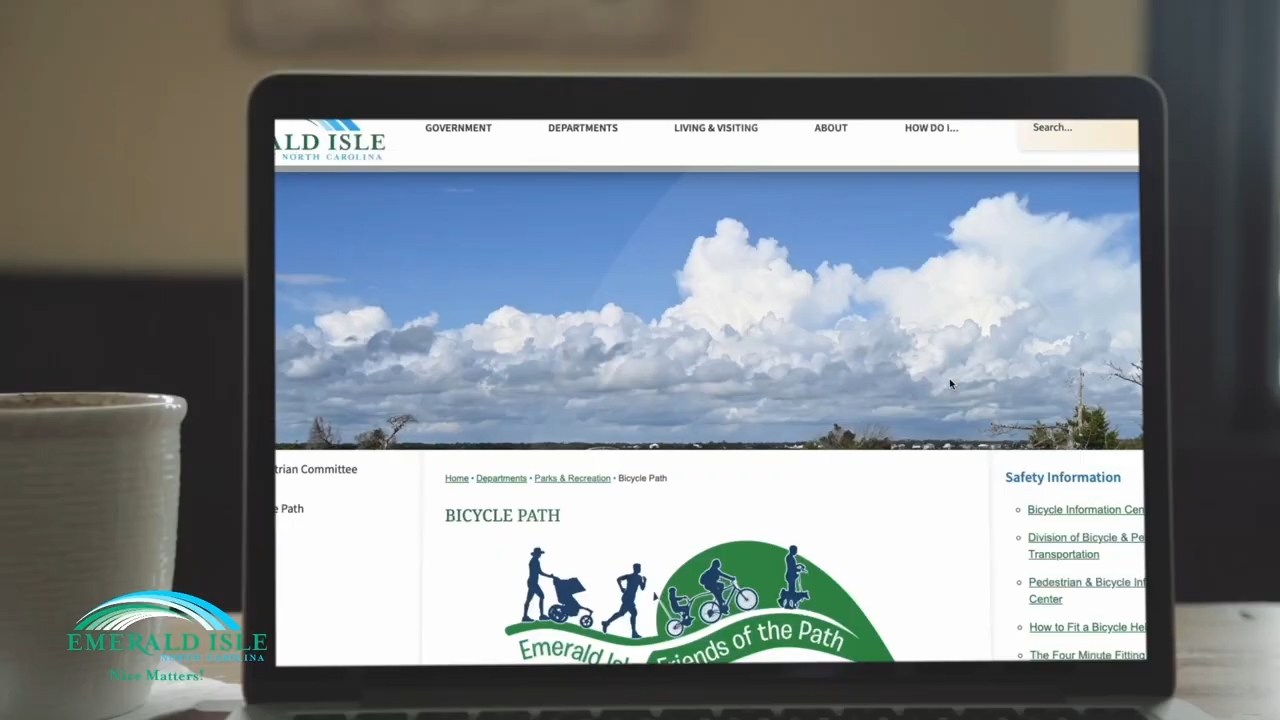 ALD ISLE
NORTH CAROLINA
GOVERNMENT
DEPARTMENTS
LIVING & VISITING
ABOUT
HOW DO I...
Search...
trian Committee
e Path
Home • Departments • Parks & Recreation • Bicycle Path
BICYCLE PATH
Emerald
Friends of the Path
Safety Information
Bicycle Information Cen
Division of Bicycle & Pe
Transportation
Pedestrian & Bicycle Inf
Center
How to Fit a Bicycle He
The Four Minute Fitting
EMERALD ISLE
NORTH CAROLINA
Nice Matters!